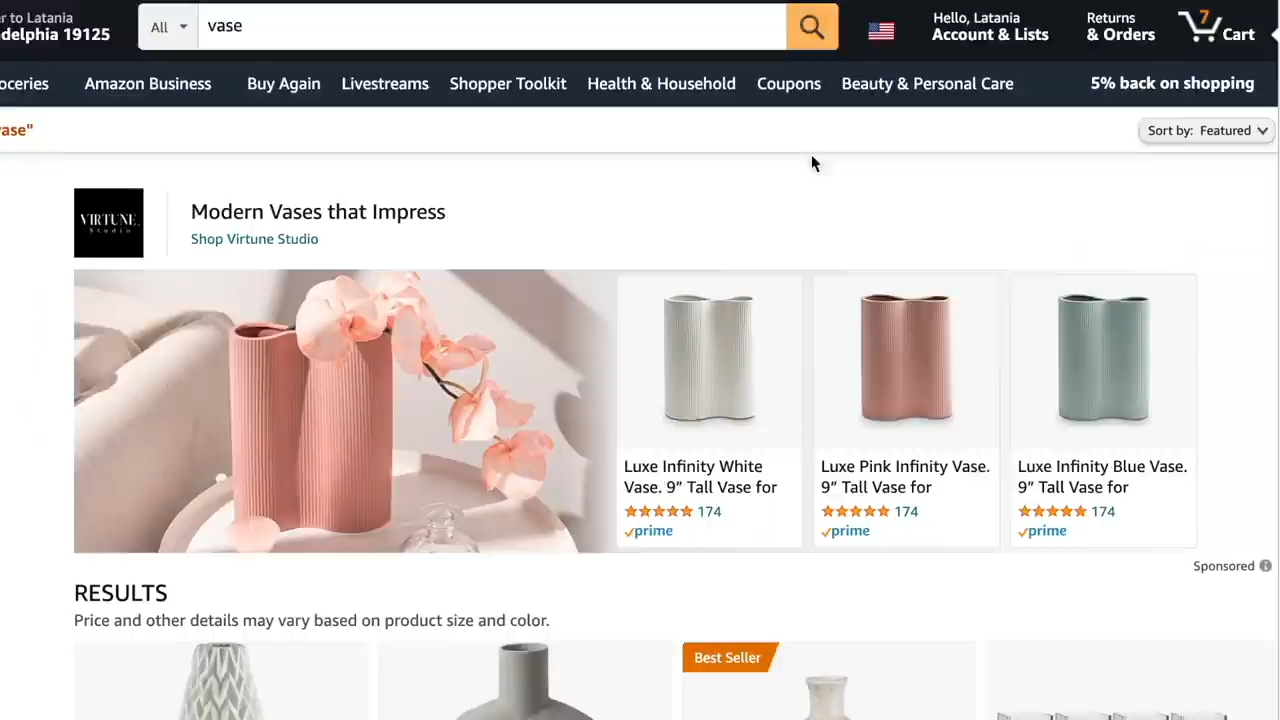 er to Latania
adelphia 19125
All
vase
Hello, Latania
Account & Lists
Returns
& Orders
7
Cart
oceries
Amazon Business
Buy Again
Livestreams
Shopper Toolkit
Health & Household
Coupons
Beauty & Personal Care
5% back on shopping
vase"
Sort by: Featured
VIRTUNE.
Studio
Modern Vases that Impress
Shop Virtune Studio
Luxe Infinity White
Vase. 9” Tall Vase for
174
prime
Luxe Pink Infinity Vase.
9” Tall Vase for
174
prime
Luxe Infinity Blue Vase.
9” Tall Vase for
174
prime
Sponsored
RESULTS
Price and other details may vary based on product size and color.
Best Seller